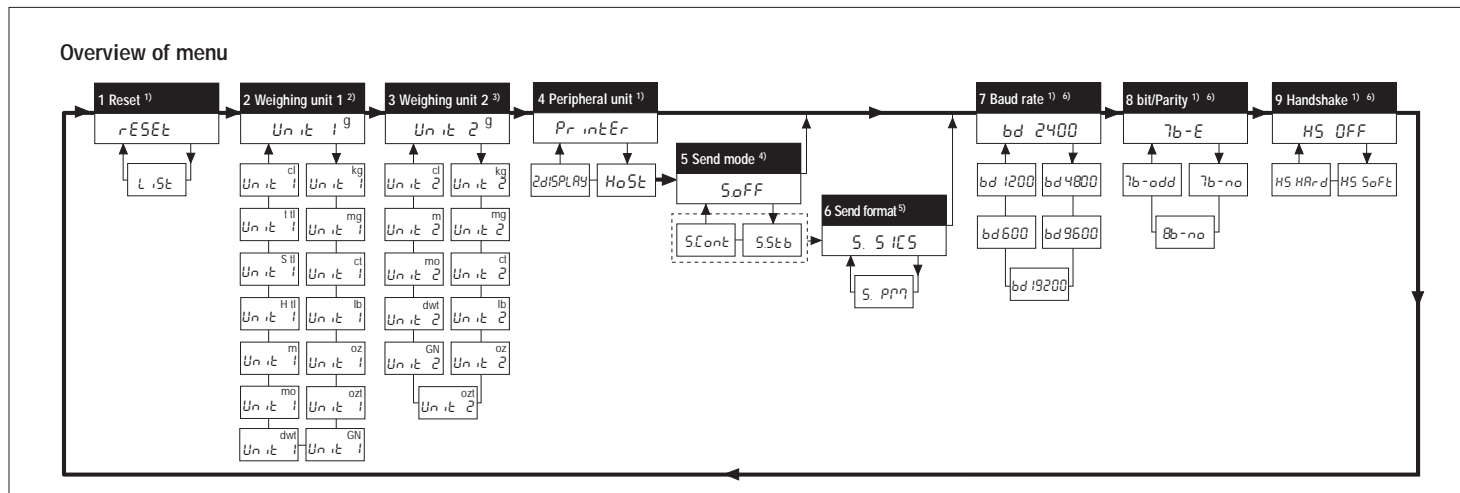 Overview of menu
1 Reset 1)
rESEt
L iSt
2 Weighing unit 1 2)
Unit 1 g
cl
Unit 1
kg
Unit 1
t tl
Unit 1
mg
Unit 1
S tl
Unit 1
ct
Unit 1
H tl
Unit 1
lb
Unit 1
m
Unit 1
oz
Unit 1
mo
Unit 1
ozt
Unit 1
dwt
Unit 1
GN
Unit 1
3 Weighing unit 2 3)
Unit 2 g
cl
Unit 2
kg
Unit 2
m
Unit 2
mg
Unit 2
mo
Unit 2
ct
Unit 2
dwt
Unit 2
lb
Unit 2
GN
Unit 2
oz
Unit 2
ozt
Unit 2
4 Peripheral unit 1)
PrintEr
2diSPLAY
HoSt
5 Send mode 4)
S.oFF
S.Cont
S.Stb
6 Send format 5)
S. SICS
S. PM
7 Baud rate 1) 6)
bd 2400
bd 1200
bd 4800
bd 600
bd 9600
bd 19200
8 bit/Parity 1) 6)
7b-E
7b-odd
7b-no
8b-no
9 Handshake 1) 6)
HS OFF
HS HArd
HS SoFt